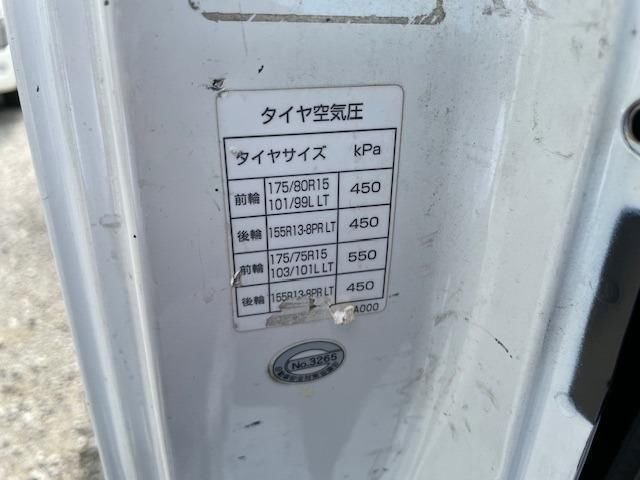 タイヤ空気圧
タイヤサイズ kPa
前輪 175/80R15 101/99L LT 450
後輪 155R13-8PR LT 450
前輪 175/75R15 103/101L LT 550
後輪 155R13-8PR LT 450
A000
No.3265